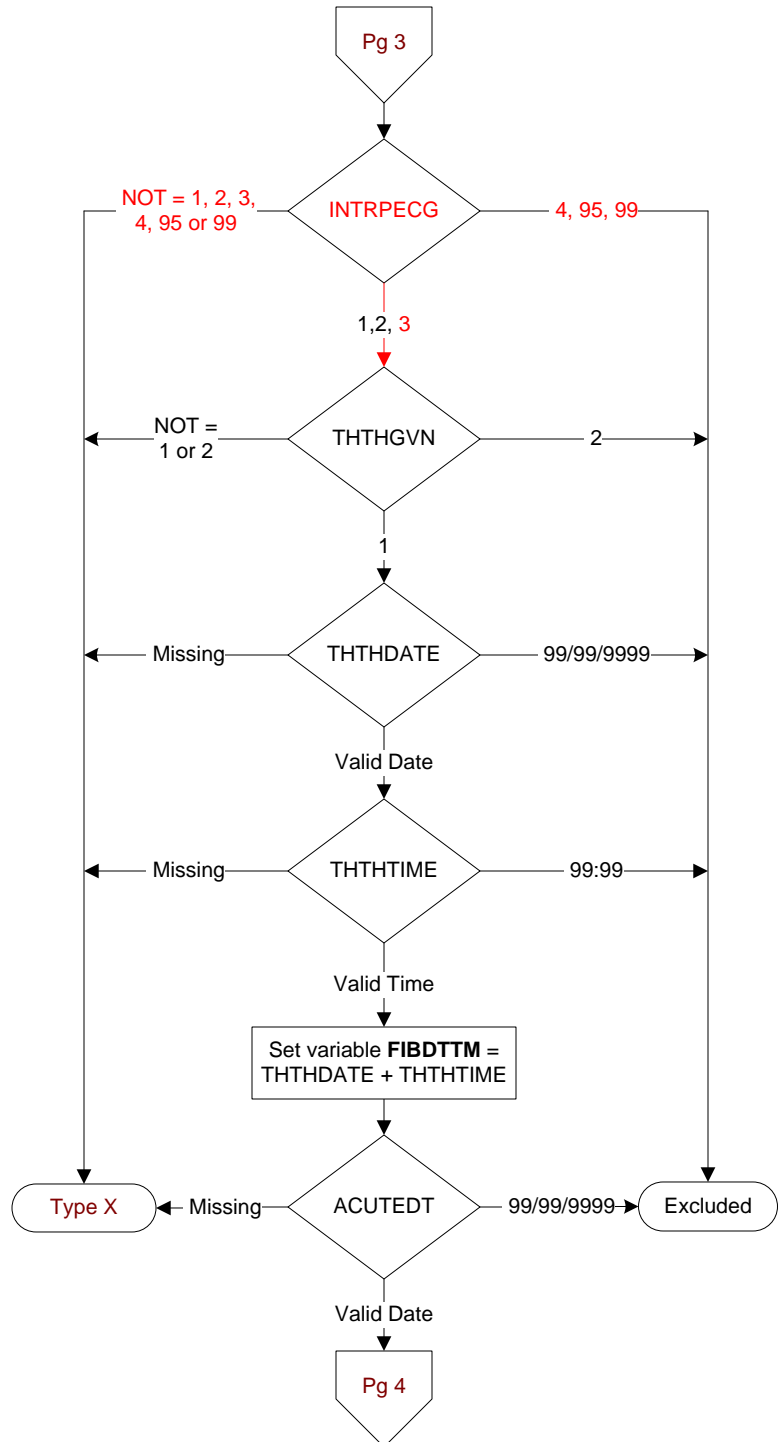 Pg 3
NOT = 1, 2, 3,
4, 95 or 99
INTRPECG
4, 95, 99
1,2, 3
NOT =
1 or 2
THTHGVN
2
1
Missing
THTHDATE
99/99/9999
Valid Date
Missing
THTHTIME
99:99
Valid Time
Set variable FIBDTTM =
THTHDATE + THTHTIME
Type X
Missing
ACUTEDT
99/99/9999
Excluded
Valid Date
Pg 4